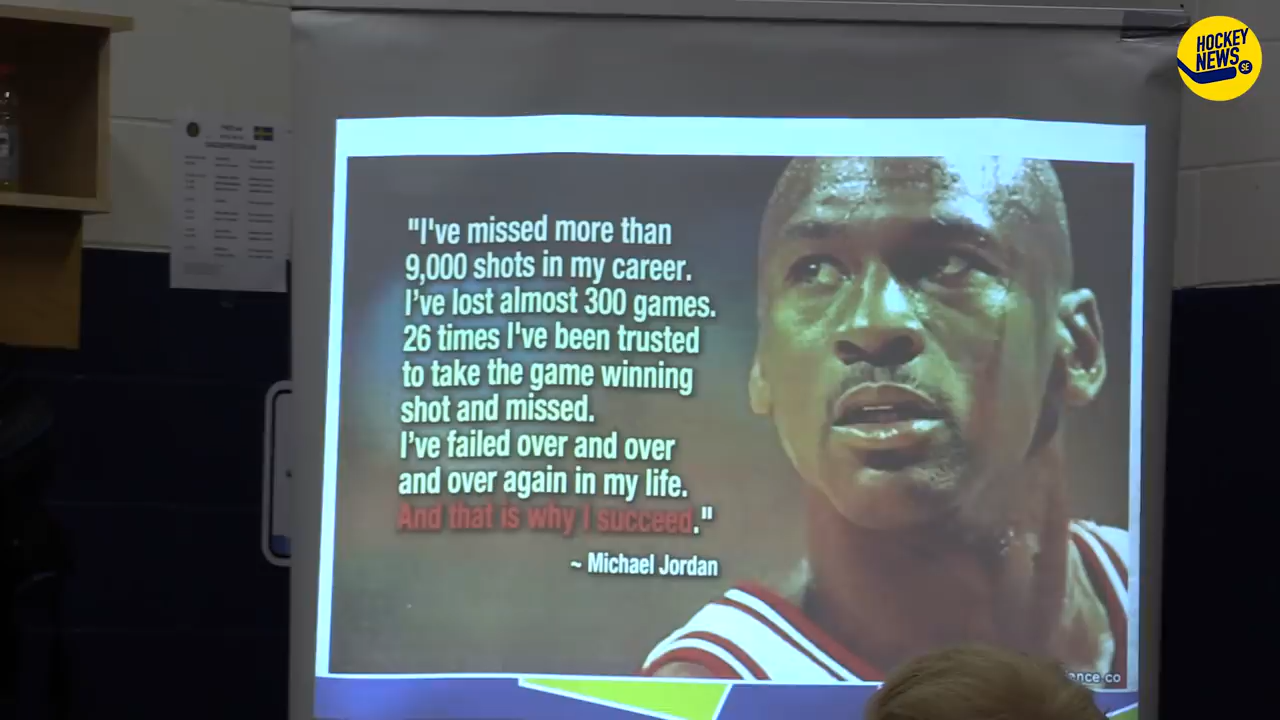 HOCKEY
NEWS
SE
"I've missed more than
9,000 shots in my career.
I've lost almost 300 games.
26 times I've been trusted
to take the game winning
shot and missed.
I've failed over and over
and over again in my life.
And that is why I succeed."
~ Michael Jordan